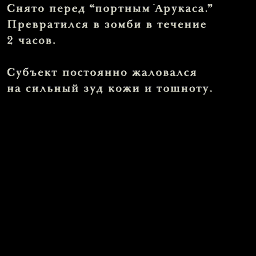 Снято перед “портным Арукаса.”
Превратился в зомби в течение
2 часов.
Субъект постоянно жаловался
на сильный зуд кожи и тошноту.